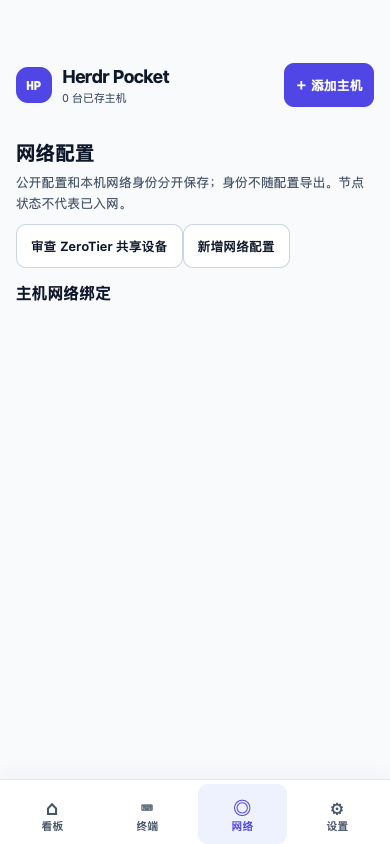 HP
Herdr Pocket
0 台已存主机
+ 添加主机
网络配置
公开配置和本机网络身份分开保存；身份不随配置导出。节点
状态不代表已入网。
审查 ZeroTier 共享设备
新增网络配置
主机网络绑定
看板
终端
网络
设置